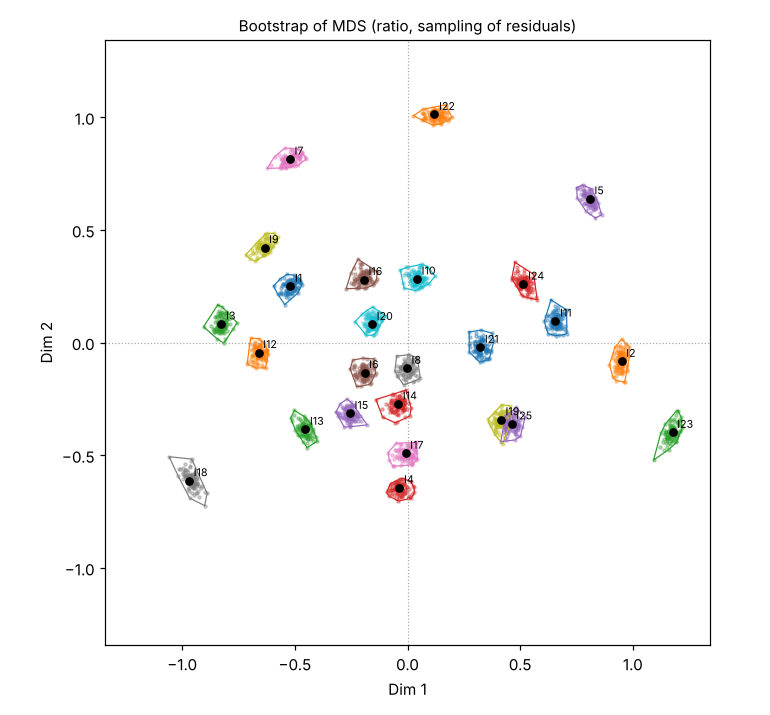 Bootstrap of MDS (ratio, sampling of residuals)
I22
1.0
I7
I5
0.5
I9
I16
I10
I24
I1
I3
I20
I11
0.0
I12
I21
I2
I6
I8
I14
I15
I19
I25
I13
I23
−0.5
I17
I18
I4
−1.0
Dim 2
−1.0
−0.5
0.0
0.5
1.0
Dim 1